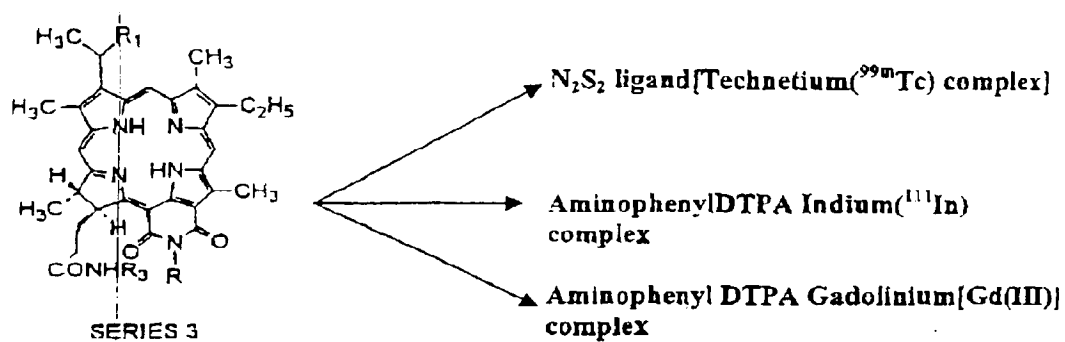 H₃C R₁
CH₃
H₃C C₂H₅
NH N
N HN
H CH₃
H₃C
H
O N O
CONHR₃ R
SERIES 3
N₂S₂ ligand[Technetium(⁹⁹ᵐTc) complex]
AminophenylDTPA Indium(¹¹¹In)
complex
Aminophenyl DTPA Gadolinium[Gd(III)]
complex